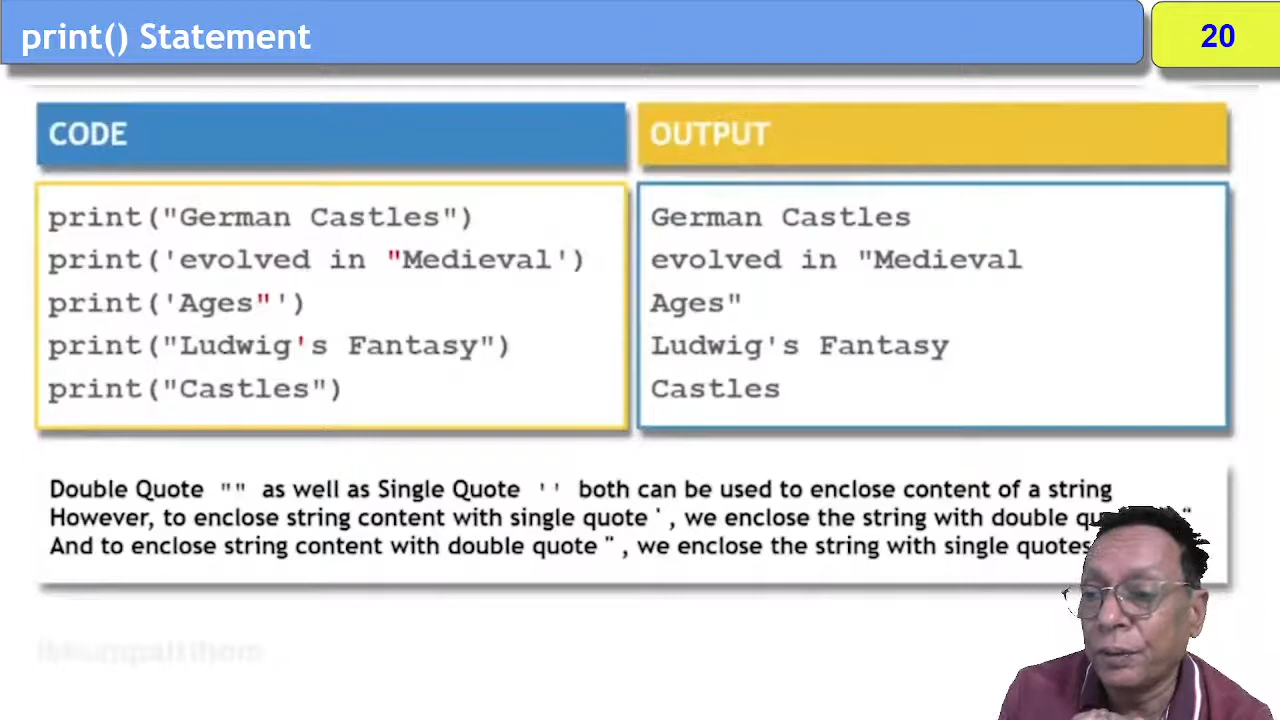 print() Statement
20
CODE
OUTPUT
print("German Castles")
print('evolved in "Medieval')
print('Ages"')
print("Ludwig's Fantasy")
print("Castles")
German Castles
evolved in "Medieval
Ages"
Ludwig's Fantasy
Castles
Double Quote "" as well as Single Quote '' both can be used to enclose content of a string
However, to enclose string content with single quote ', we enclose the string with double "
And to enclose string content with double quote ", we enclose the string with single quotes